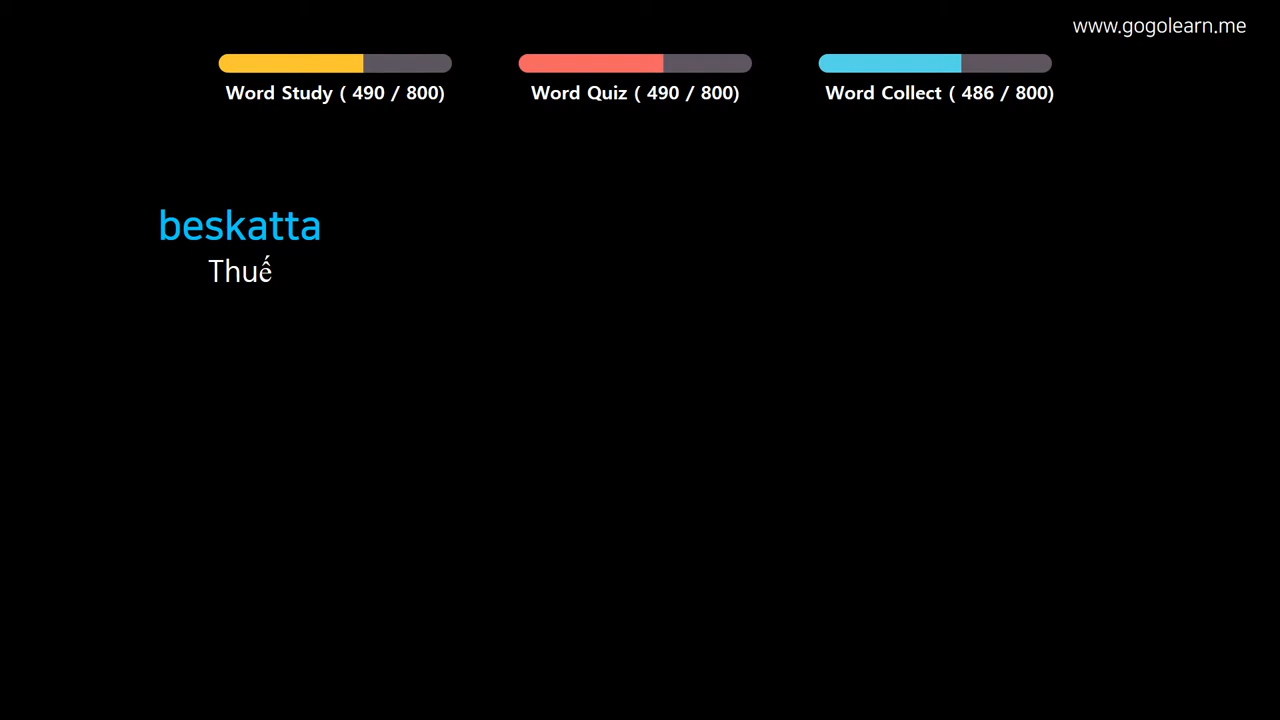 www.gogolearn.me
Word Study ( 490 / 800)
Word Quiz ( 490 / 800)
Word Collect ( 486 / 800)
beskatta
Thuế